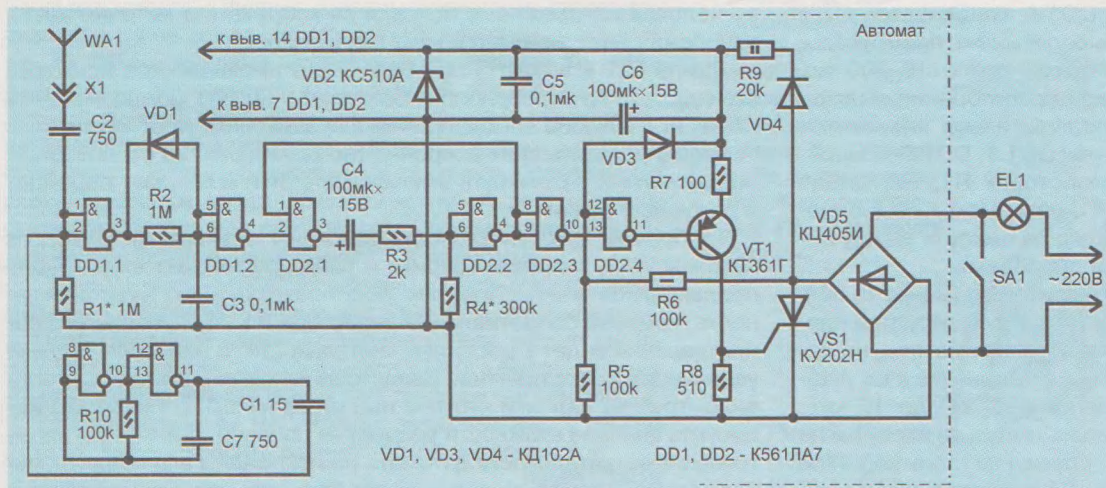 WA1
X1
C2
750
VD1
к выв. 14 DD1, DD2
VD2 КС510А
к выв. 7 DD1, DD2
C5
0,1мk
C6
100мк×15В
R9
20k
VD4
Автомат
VD3
R7 100
EL1
R2
1M
C4
100мк×
15В
R3
2k
VT1
КТ361Г
VD5
КЦ405И
SA1
~220В
1
2
&
3
DD1.1
5
6
&
4
DD1.2
1
2
&
3
DD2.1
5
6
&
4
DD2.2
8
9
&
10
DD2.3
12
13
&
11
DD2.4
R1* 1M
C3 0,1мk
R4* 300k
R6
100k
R5
100k
R8
510
VS1
КУ202Н
8
9
&
10
12
13
&
11
R10
100k
C1 15
C7 750
VD1, VD3, VD4 - КД102А
DD1, DD2 - К561ЛА7